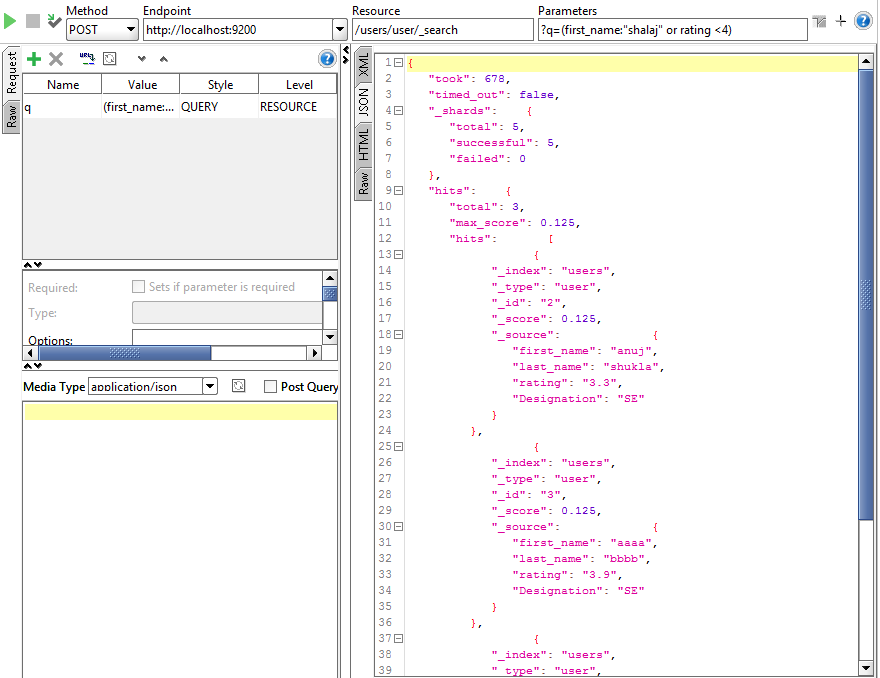 Method Endpoint Resource Parameters
POST http://localhost:9200 /users/user/_search ?q=(first_name:"shalaj" or rating <4)
Request
Raw
Name Value Style Level
q (first_name:... QUERY RESOURCE
Required: Sets if parameter is required
Type:
Options:
Media Type application/json Post Query
XML
JSON
HTML
Raw
1 {
2 "took": 678,
3 "timed_out": false,
4 "_shards": {
5 "total": 5,
6 "successful": 5,
7 "failed": 0
8 },
9 "hits": {
10 "total": 3,
11 "max_score": 0.125,
12 "hits": [
13 {
14 "_index": "users",
15 "_type": "user",
16 "_id": "2",
17 "_score": 0.125,
18 "_source": {
19 "first_name": "anuj",
20 "last_name": "shukla",
21 "rating": "3.3",
22 "Designation": "SE"
23 }
24 },
25 {
26 "_index": "users",
27 "_type": "user",
28 "_id": "3",
29 "_score": 0.125,
30 "_source": {
31 "first_name": "aaaa",
32 "last_name": "bbbb",
33 "rating": "3.9",
34 "Designation": "SE"
35 }
36 },
37 {
38 "_index": "users",
39 "_type": "user",